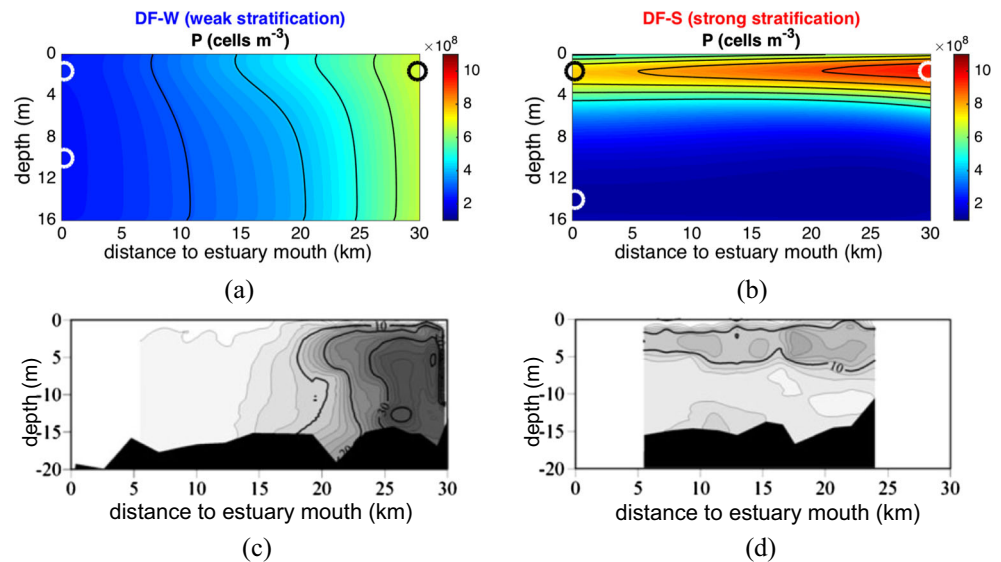 DF-W (weak stratification)
P (cells m⁻³)
×10⁸
0
4
8
12
16
depth (m)
0 5 10 15 20 25 30
distance to estuary mouth (km)
10
8
6
4
2
(a)
DF-S (strong stratification)
P (cells m⁻³)
×10⁸
0
4
8
12
16
depth (m)
0 5 10 15 20 25 30
distance to estuary mouth (km)
10
8
6
4
2
(b)
0
-5
-10
-15
-20
depth (m)
10
30
20
0 5 10 15 20 25 30
distance to estuary mouth (km)
(c)
0
-5
-10
-15
-20
depth (m)
10
0 5 10 15 20 25 30
distance to estuary mouth (km)
(d)